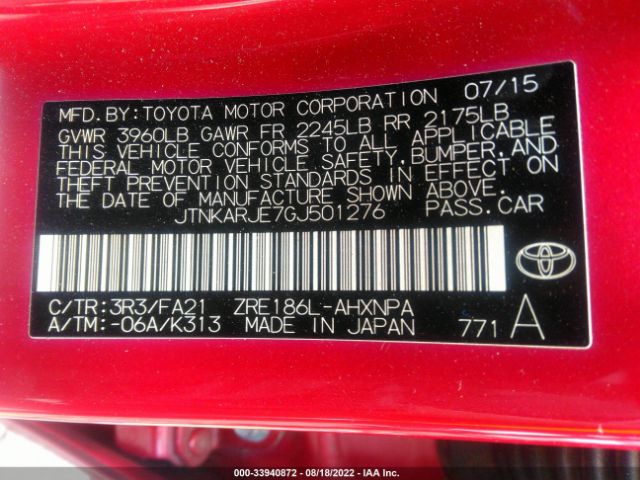 MFD.BY:TOYOTA MOTOR CORPORATION 07/15
GVWR 3960LB GAWR FR 2245LB RR 2175LB
THIS VEHICLE CONFORMS TO ALL APPLICABLE
FEDERAL MOTOR VEHICLE SAFETY,BUMPER,AND
THEFT PREVENTION STANDARDS IN EFFECT ON
THE DATE OF MANUFACTURE SHOWN ABOVE.
JTNKARJE7GJ501276 PASS.CAR
C/TR:3R3/FA21 ZRE186L-AHXNPA
A/TM:-06A/K313 MADE IN JAPAN 771 A
000-33940872 - 08/18/2022 - IAA Inc.